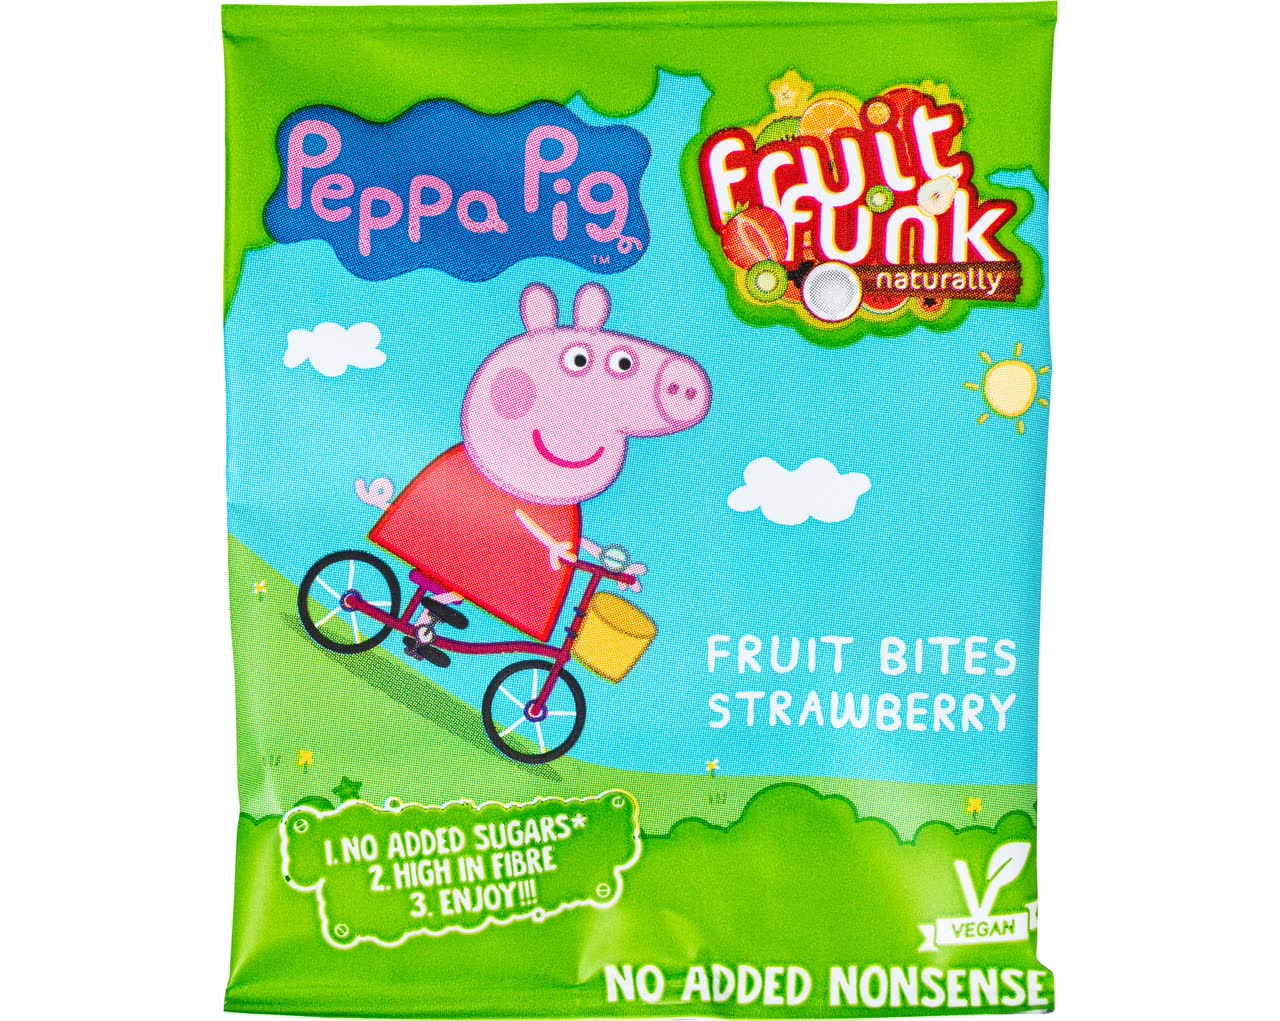 Peppa Pig
TM
fruit
funk
naturally
FRUIT BITES
STRAWBERRY
1. NO ADDED SUGARS*
2. HIGH IN FIBRE
3. ENJOY!!!
VEGAN
NO ADDED NONSENSE